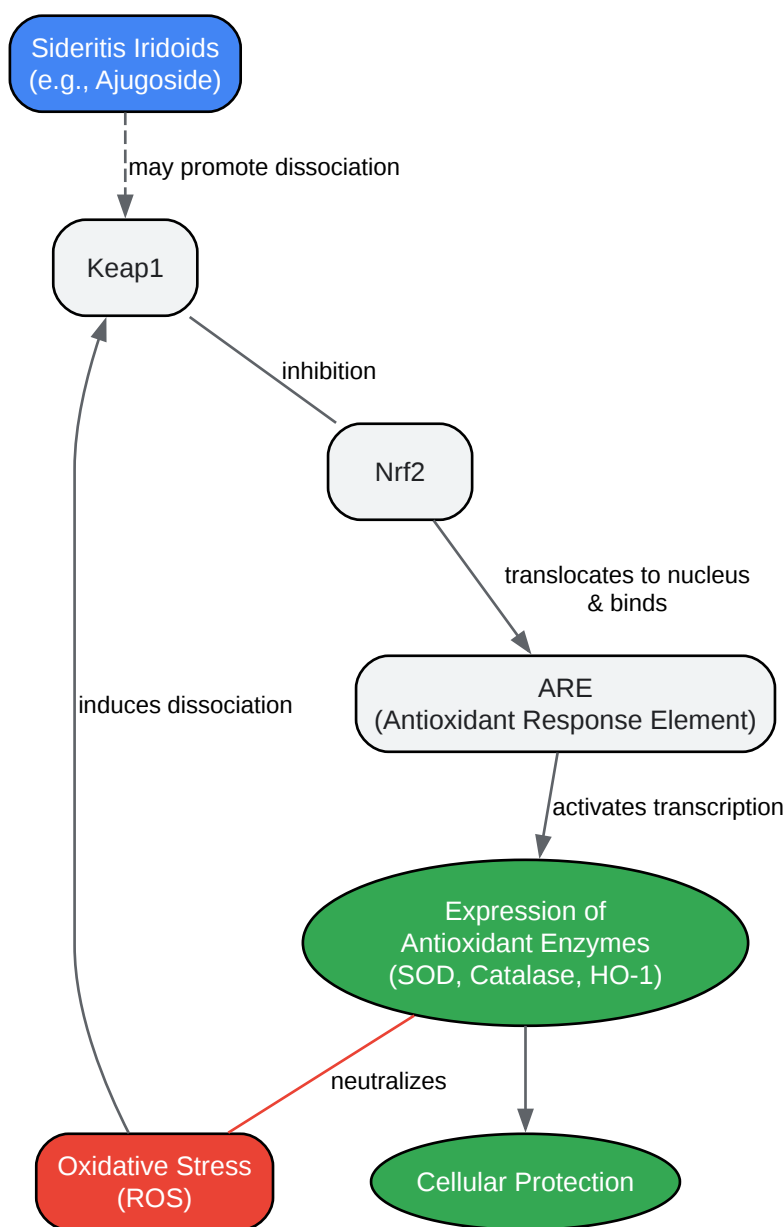 Sideritis Iridoids
(e.g., Ajugoside)
may promote dissociation
Keap1
inhibition
Nrf2
translocates to nucleus
& binds
ARE
(Antioxidant Response Element)
induces dissociation
activates transcription
Expression of
Antioxidant Enzymes
(SOD, Catalase, HO-1)
neutralizes
Oxidative Stress
(ROS)
Cellular Protection